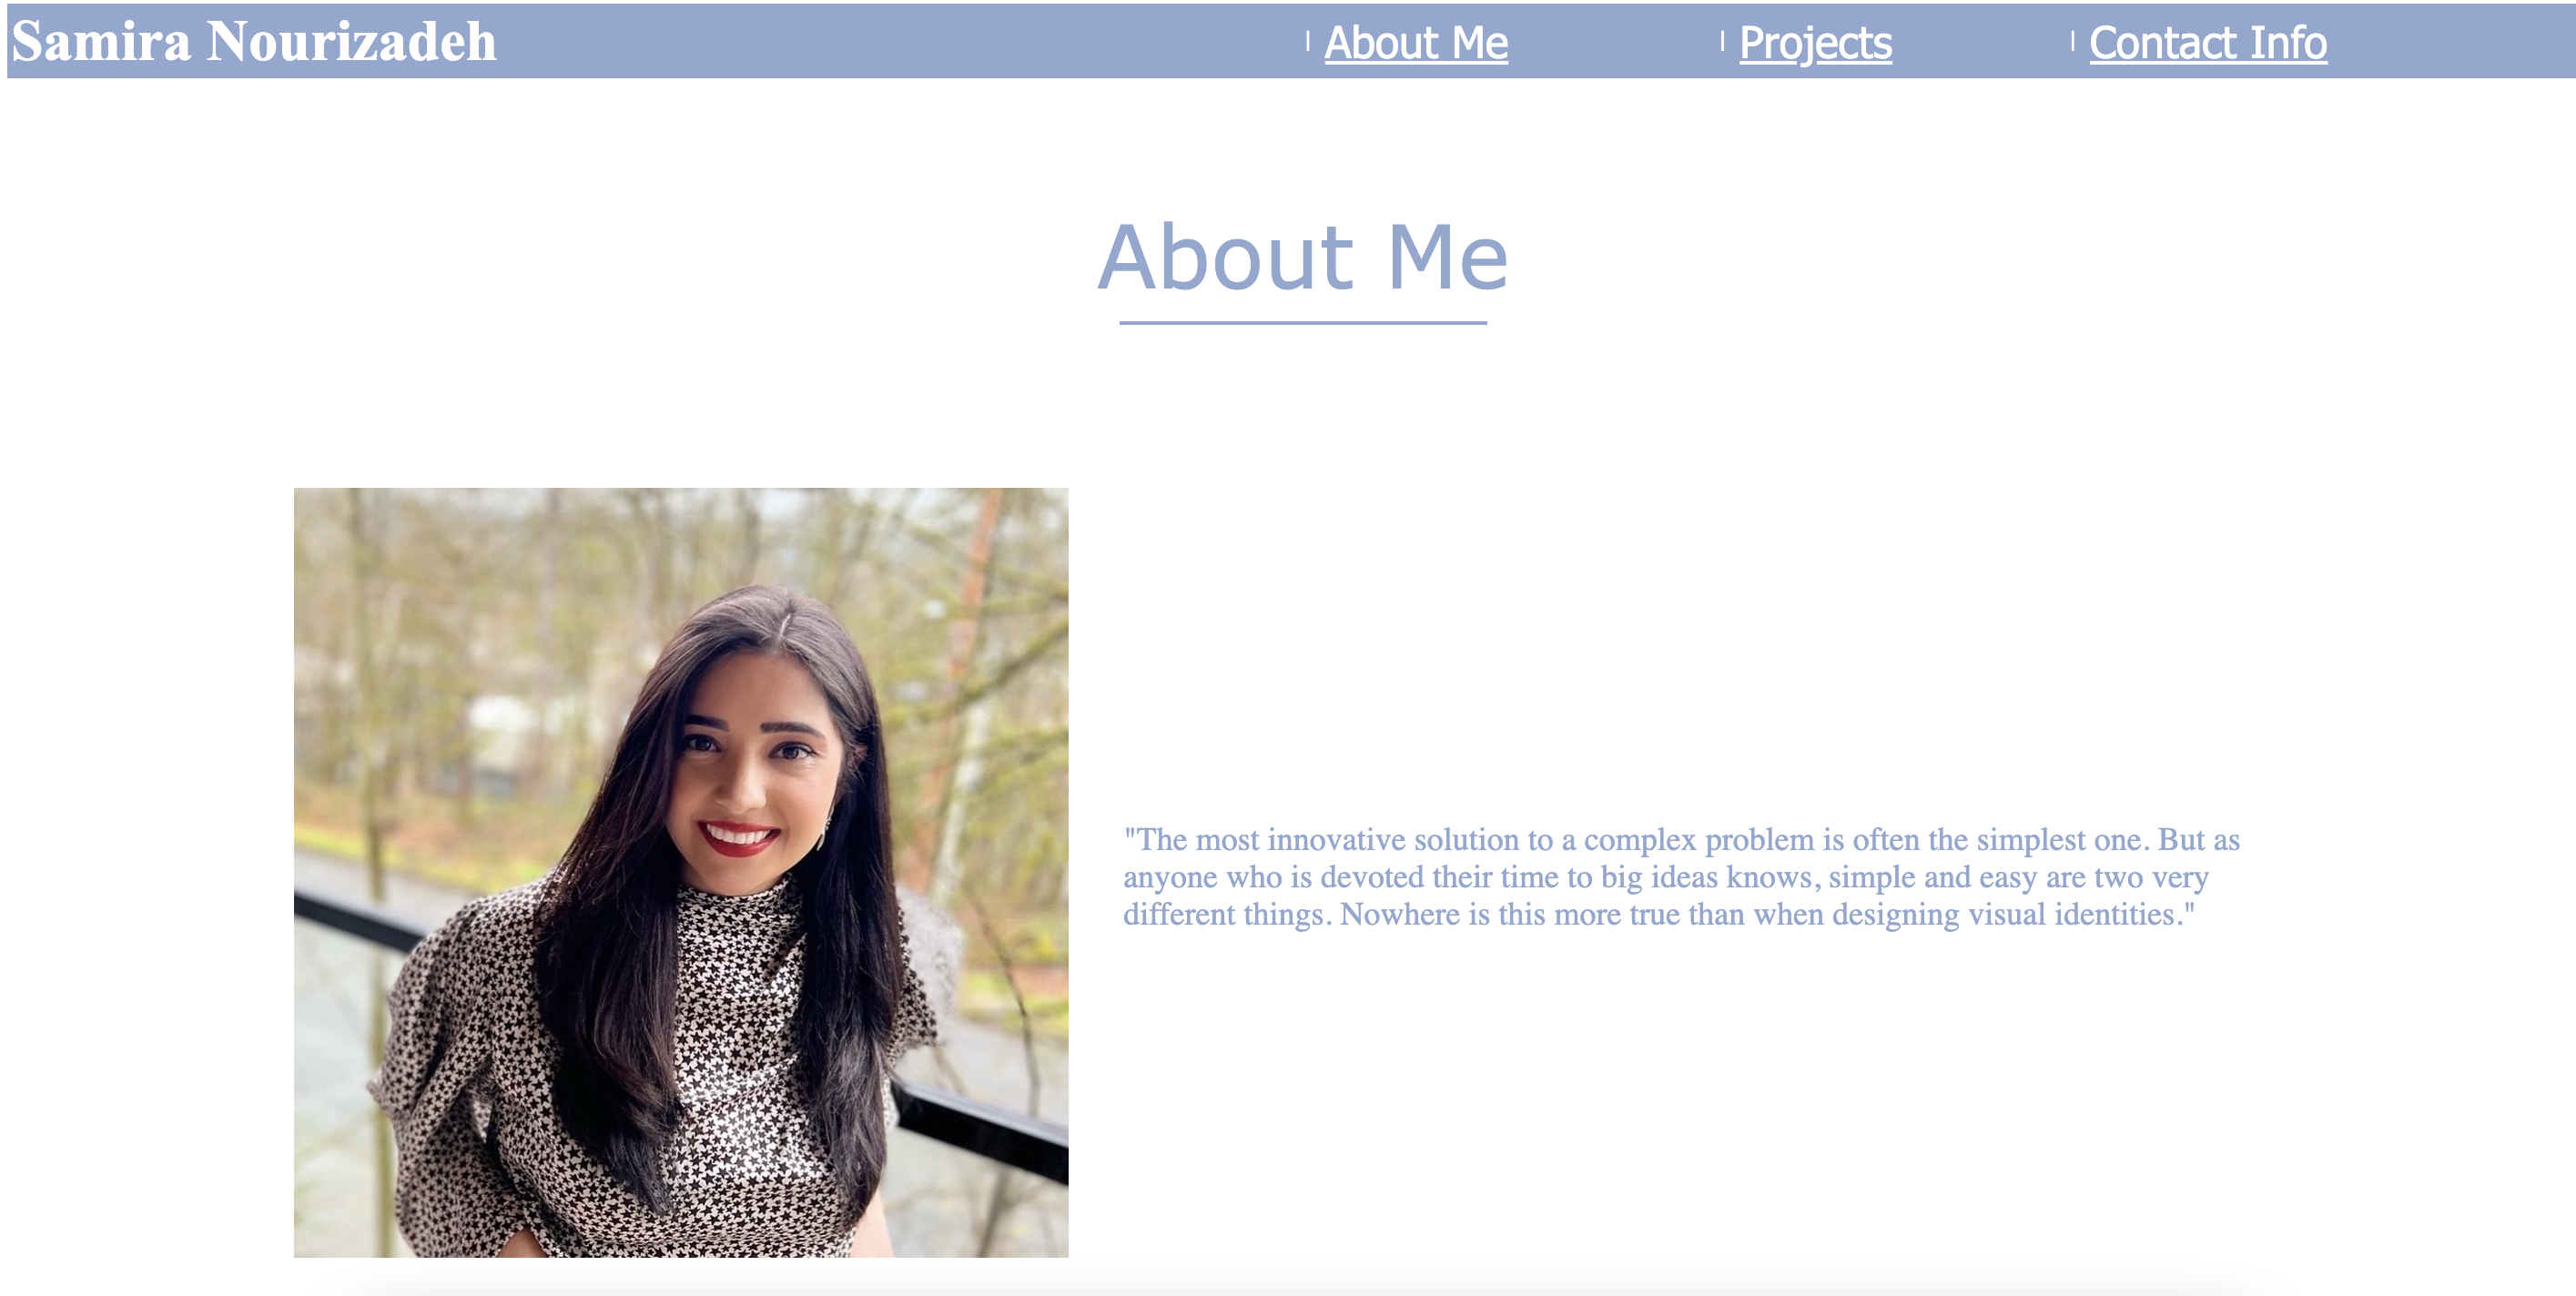 Samira Nourizadeh
| About Me
| Projects
| Contact Info
About Me
"The most innovative solution to a complex problem is often the simplest one. But as
anyone who is devoted their time to big ideas knows, simple and easy are two very
different things. Nowhere is this more true than when designing visual identities."